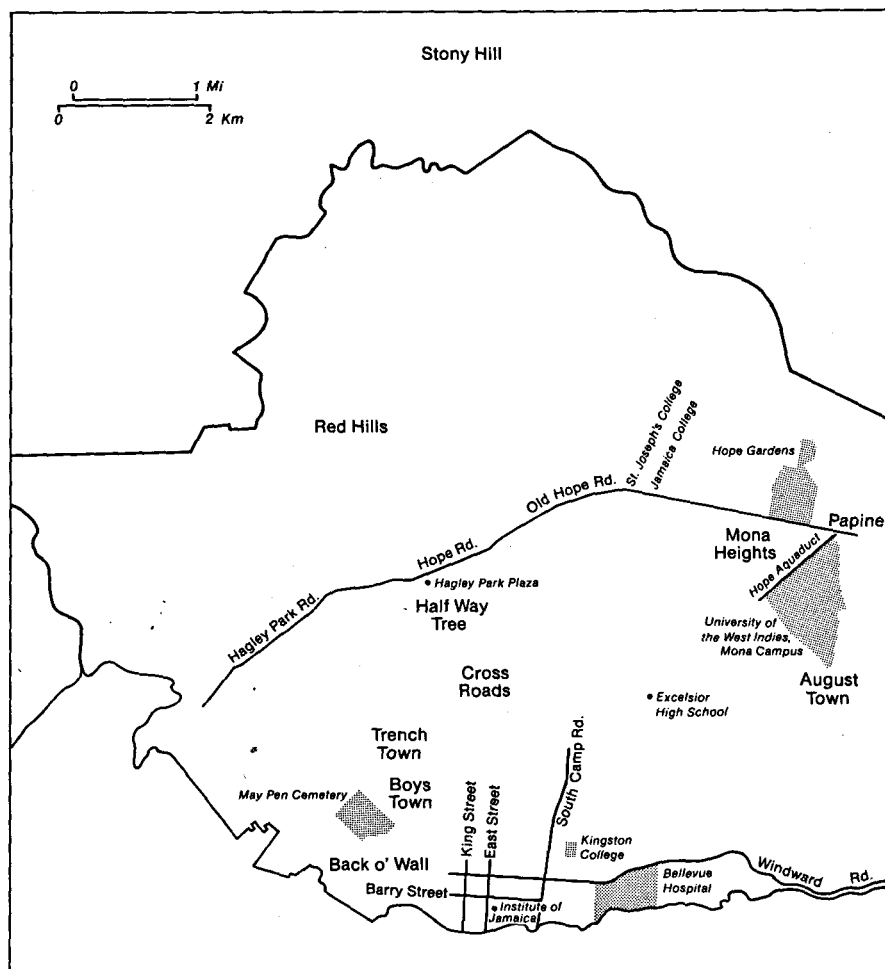 Stony Hill
0 1 Mi
0 2 Km
Red Hills
St. Joseph's College
Jamaica College
Hope Gardens
Old Hope Rd.
Papine
Mona
Heights
Hope Rd.
Hope Aquaduct
Hagley Park Plaza
Hagley Park Rd.
Half Way
Tree
University of
the West Indies,
Mona Campus
Cross
Roads
August
Town
Excelsior
High School
Trench
Town
South Camp Rd.
Boys
Town
May Pen Cemetery
King Street
East Street
Kingston
College
Back o' Wall
Bellevue
Hospital
Windward
Rd.
Barry Street
Institute of
Jamaica